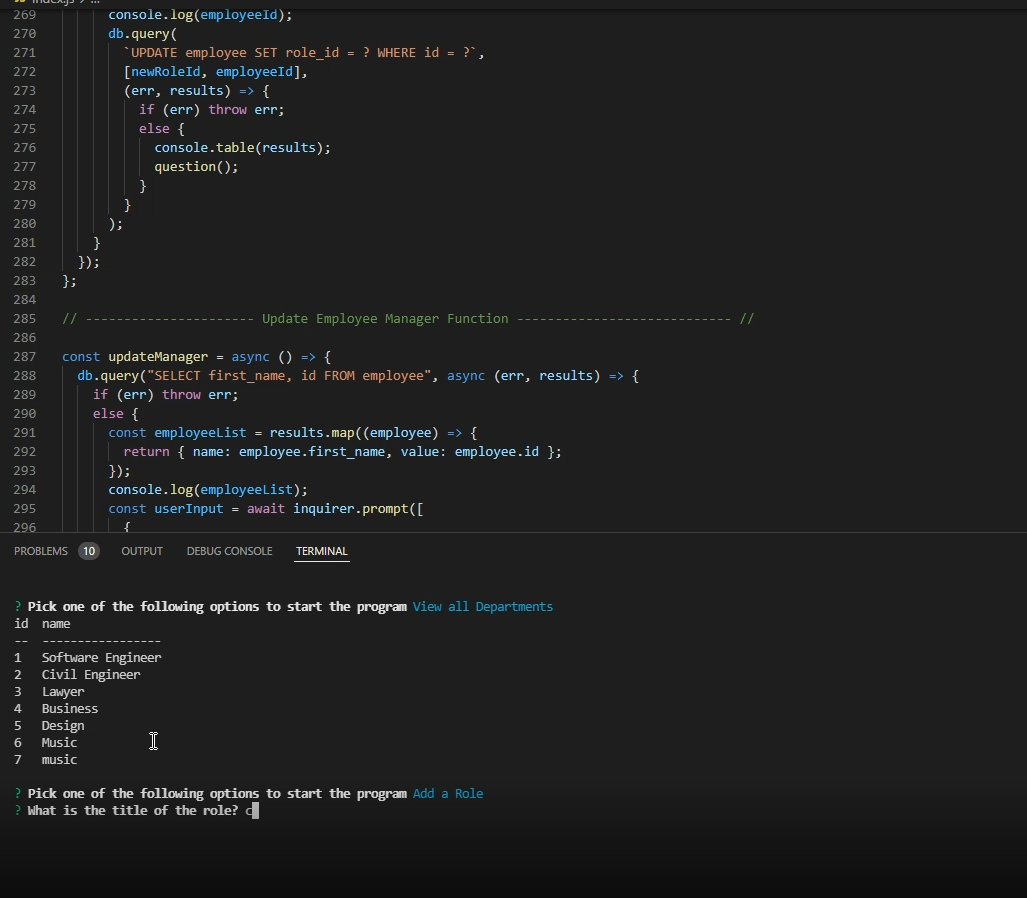 index.js > ...
269 console.log(employeeId);
270 db.query(
271 `UPDATE employee SET role_id = ? WHERE id = ?`,
272 [newRoleId, employeeId],
273 (err, results) => {
274 if (err) throw err;
275 else {
276 console.table(results);
277 question();
278 }
279 }
280 );
281 }
282 });
283 };
284
285 // ---------------------- Update Employee Manager Function ---------------------------- //
286
287 const updateManager = async () => {
288 db.query("SELECT first_name, id FROM employee", async (err, results) => {
289 if (err) throw err;
290 else {
291 const employeeList = results.map((employee) => {
292 return { name: employee.first_name, value: employee.id };
293 });
294 console.log(employeeList);
295 const userInput = await inquirer.prompt([
296 {
PROBLEMS 10 OUTPUT DEBUG CONSOLE TERMINAL
? Pick one of the following options to start the program View all Departments
id name
-- -----------------
1 Software Engineer
2 Civil Engineer
3 Lawyer
4 Business
5 Design
6 Music
7 music
? Pick one of the following options to start the program Add a Role
? What is the title of the role? c